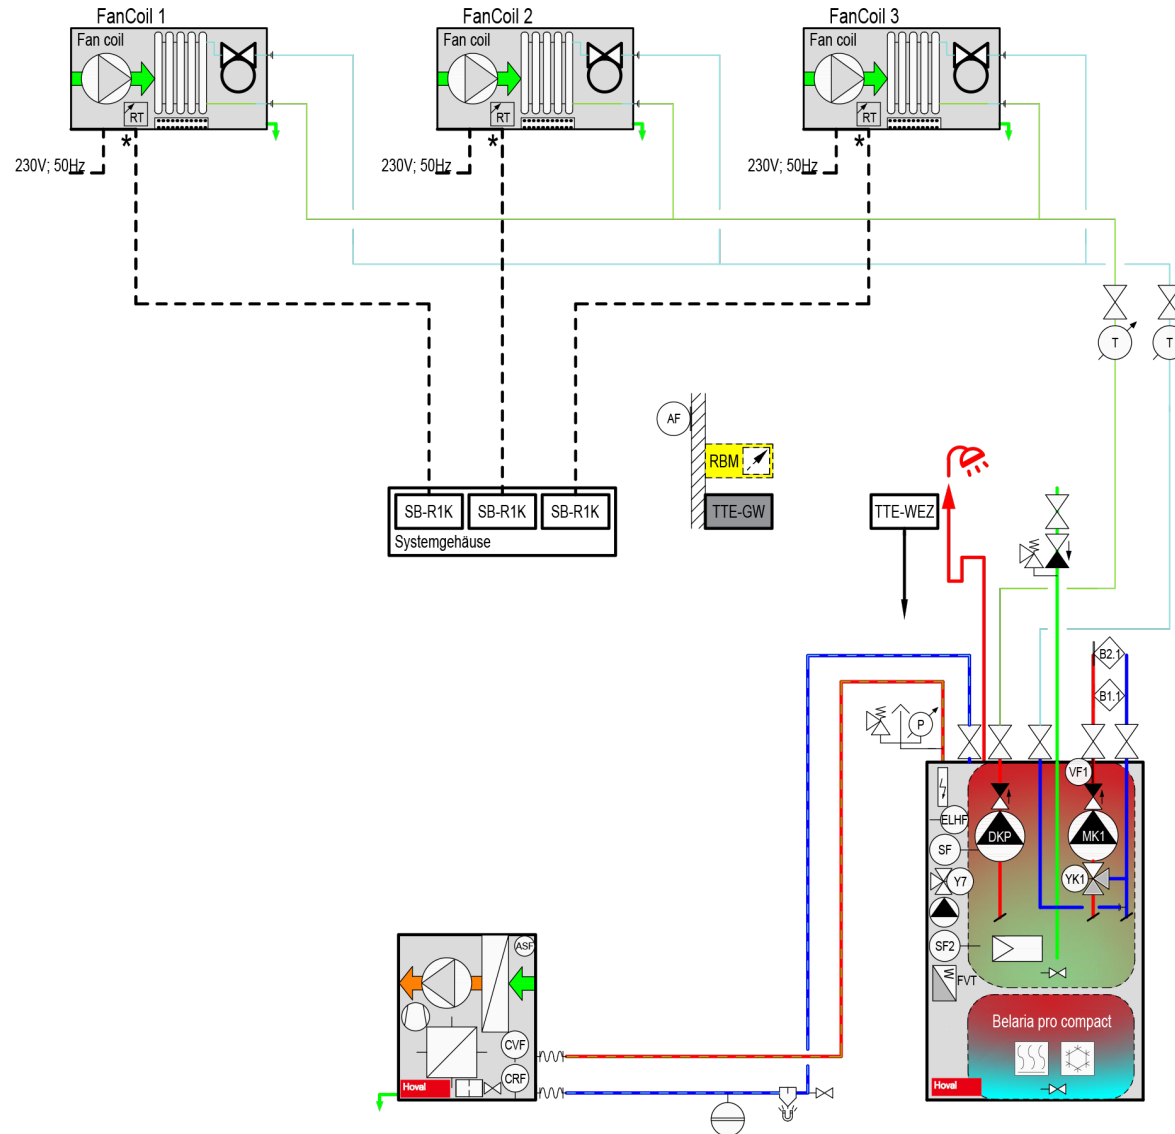 FanCoil 1
FanCoil 2
FanCoil 3
Fan coil
Fan coil
Fan coil
RT
RT
RT
*
*
*
230V; 50Hz
230V; 50Hz
230V; 50Hz
T
T
AF
RBM
TTE-GW
TTE-WEZ
SB-R1K
SB-R1K
SB-R1K
Systemgehäuse
B2.1
B1.1
P
VF1
ELHF
DKP
MK1
SF
Y7
YK1
SF2
FVT
ASF
CVF
CRF
Hoval
Belaria pro compact
Hoval